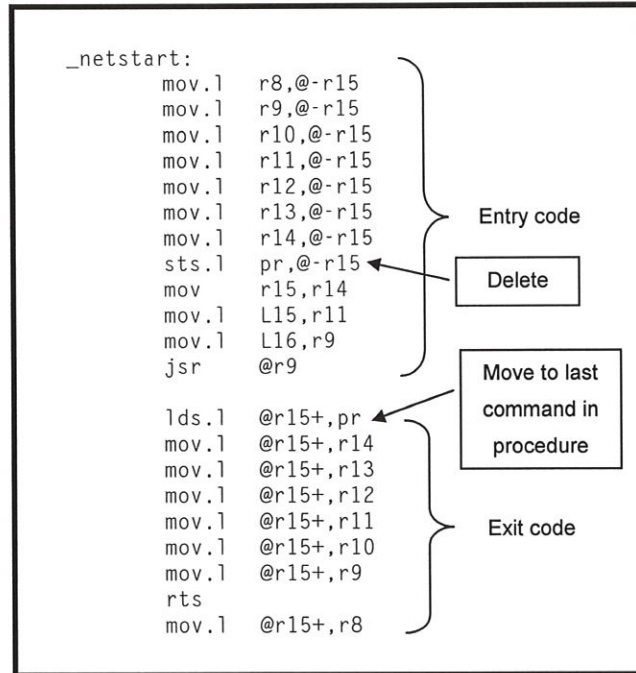 _netstart:
mov.l r8,@-r15
mov.l r9,@-r15
mov.l r10,@-r15
mov.l r11,@-r15
mov.l r12,@-r15
mov.l r13,@-r15
mov.l r14,@-r15
sts.l pr,@-r15
mov r15,r14
mov.l L15,r11
mov.l L16,r9
jsr @r9
Entry code
Delete
lds.l @r15+,pr
mov.l @r15+,r14
mov.l @r15+,r13
mov.l @r15+,r12
mov.l @r15+,r11
mov.l @r15+,r10
mov.l @r15+,r9
rts
mov.l @r15+,r8
Move to last
command in
procedure
Exit code